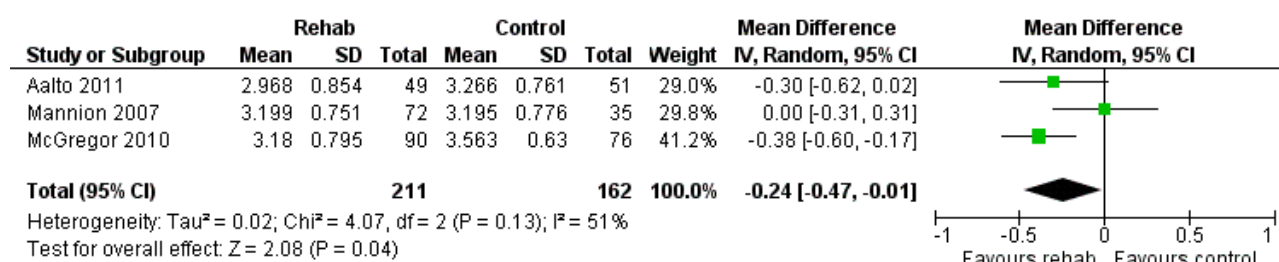 Rehab Control Mean Difference Mean Difference
Study or Subgroup Mean SD Total Mean SD Total Weight IV, Random, 95% CI IV, Random, 95% CI
Aalto 2011 2.968 0.854 49 3.266 0.761 51 29.0% -0.30 [-0.62, 0.02]
Mannion 2007 3.199 0.751 72 3.195 0.776 35 29.8% 0.00 [-0.31, 0.31]
McGregor 2010 3.18 0.795 90 3.563 0.63 76 41.2% -0.38 [-0.60, -0.17]
Total (95% CI) 211 162 100.0% -0.24 [-0.47, -0.01]
Heterogeneity: Tau² = 0.02; Chi² = 4.07, df = 2 (P = 0.13); I² = 51%
Test for overall effect: Z = 2.08 (P = 0.04)
-1 -0.5 0 0.5 1
Favours rehab Favours control